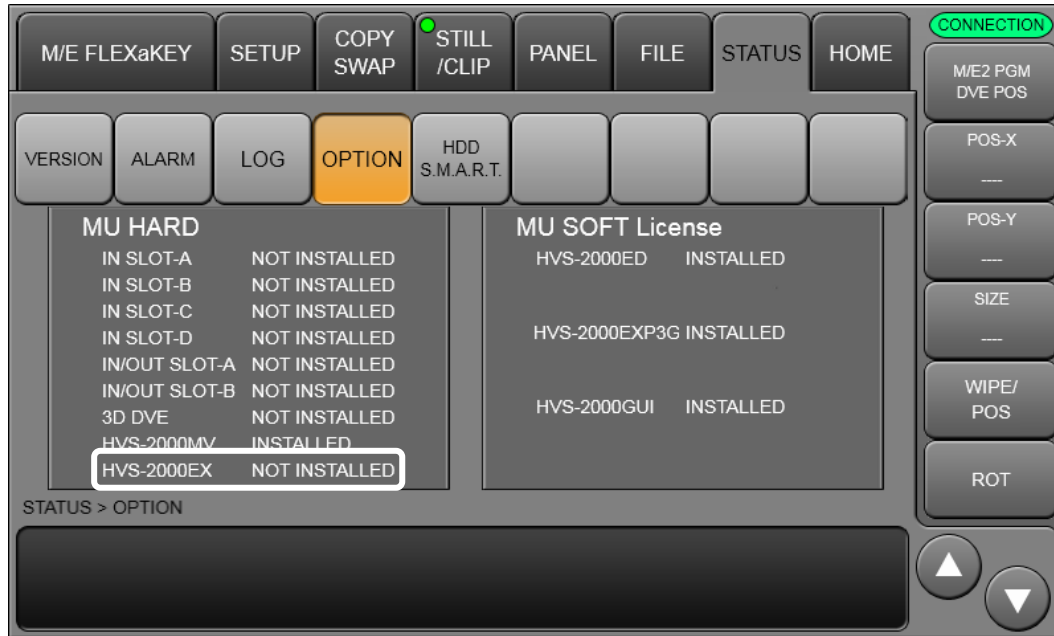 M/E FLEXaKEY
SETUP
COPY
SWAP
STILL
/CLIP
PANEL
FILE
STATUS
HOME
CONNECTION
VERSION
ALARM
LOG
OPTION
HDD
S.M.A.R.T.
MU HARD
IN SLOT-A NOT INSTALLED
IN SLOT-B NOT INSTALLED
IN SLOT-C NOT INSTALLED
IN SLOT-D NOT INSTALLED
IN/OUT SLOT-A NOT INSTALLED
IN/OUT SLOT-B NOT INSTALLED
3D DVE NOT INSTALLED
HVS-2000MV INSTALLED
HVS-2000EX NOT INSTALLED
MU SOFT License
HVS-2000ED INSTALLED
HVS-2000EXP3G INSTALLED
HVS-2000GUI INSTALLED
STATUS > OPTION
M/E2 PGM
DVE POS
POS-X
----
POS-Y
----
SIZE
----
WIPE/
POS
ROT